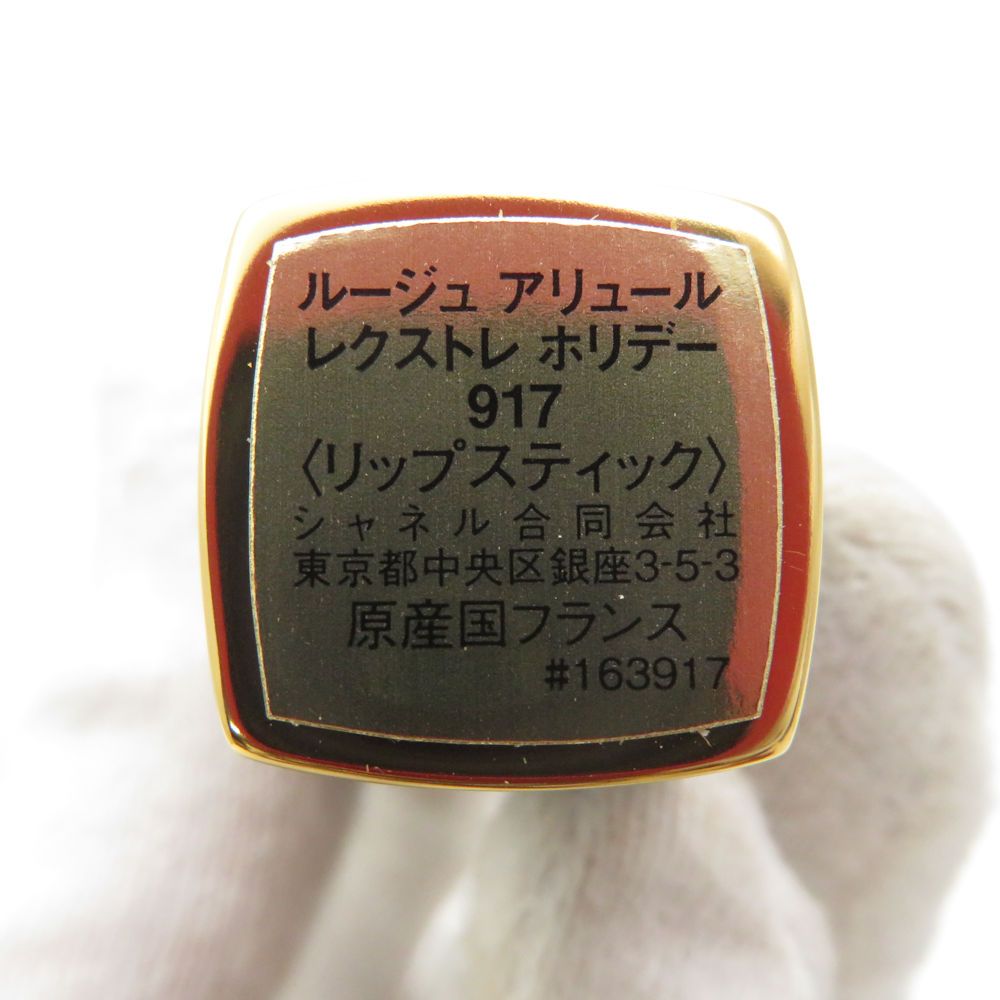 ルージュ アリュール
レクストレ ホリデー
917
〈リップスティック〉
シャネル合同会社
東京都中央区銀座3-5-3
原産国フランス
#163917